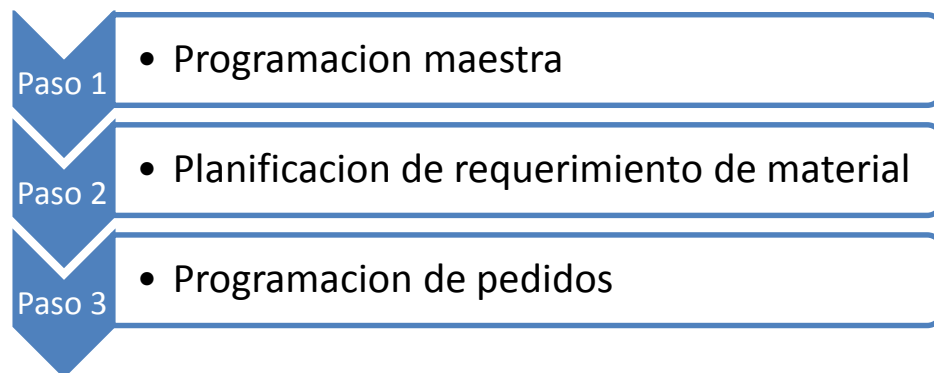 Paso 1
• Programacion maestra
Paso 2
• Planificacion de requerimiento de material
Paso 3
• Programacion de pedidos